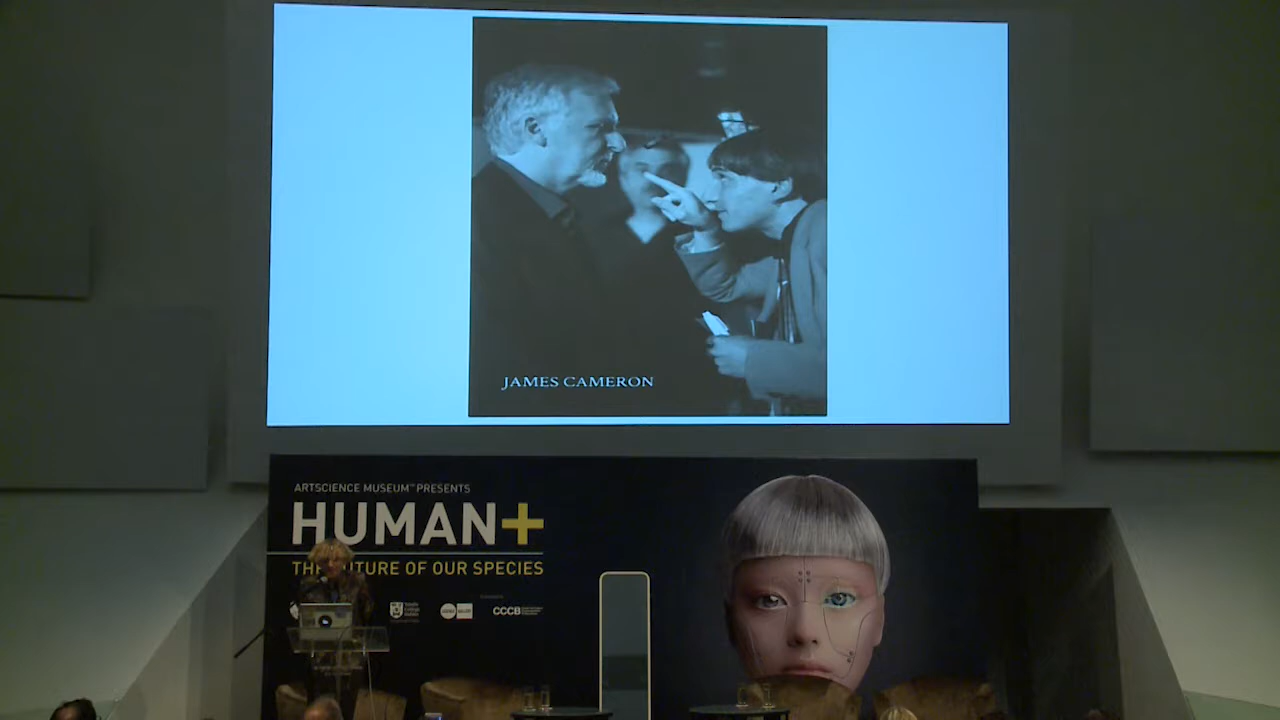 JAMES CAMERON
ARTSCIENCE MUSEUM™ PRESENTS
HUMAN+
OF OUR SPECIES
CCCB